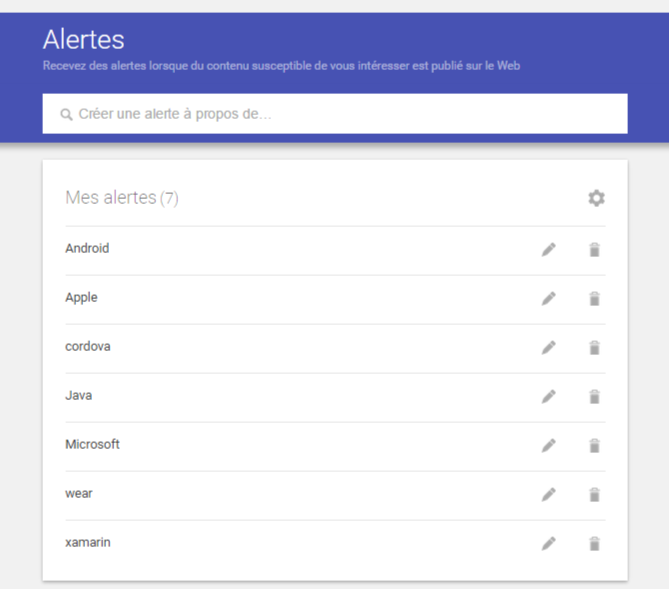 Alertes
Recevez des alertes lorsque du contenu susceptible de vous intéresser est publié sur le Web
Créer une alerte à propos de...
Mes alertes (7)
Android
Apple
cordova
Java
Microsoft
wear
xamarin